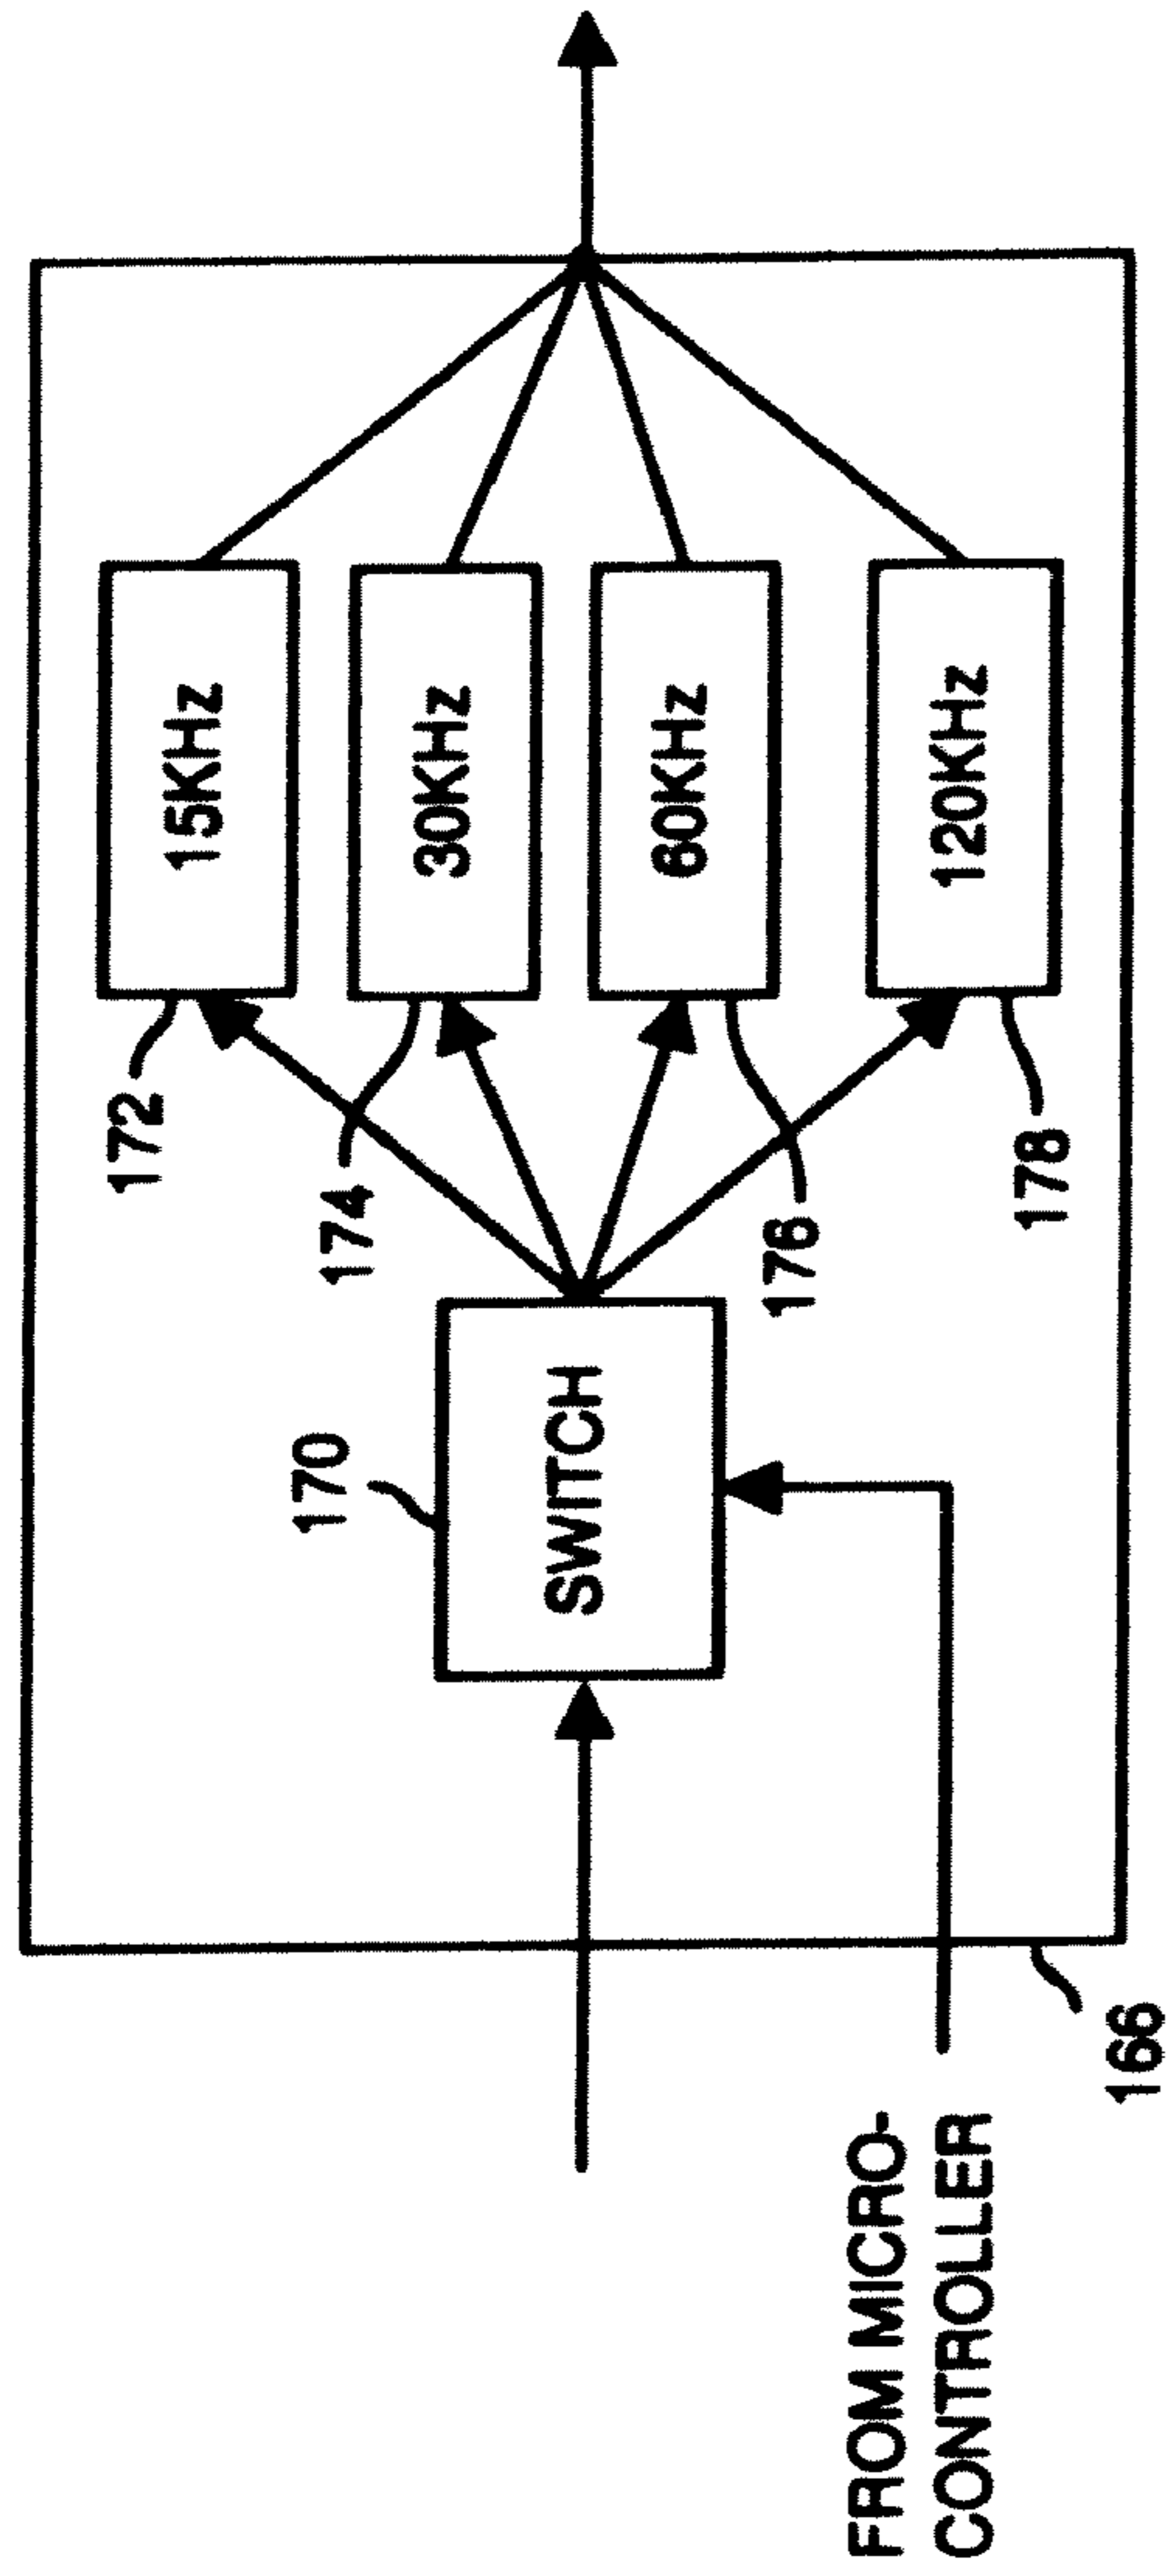 172
15KHz
174
30KHz
170
SWITCH
176
60KHz
178
120KHz
FROM MICRO-
CONTROLLER
166